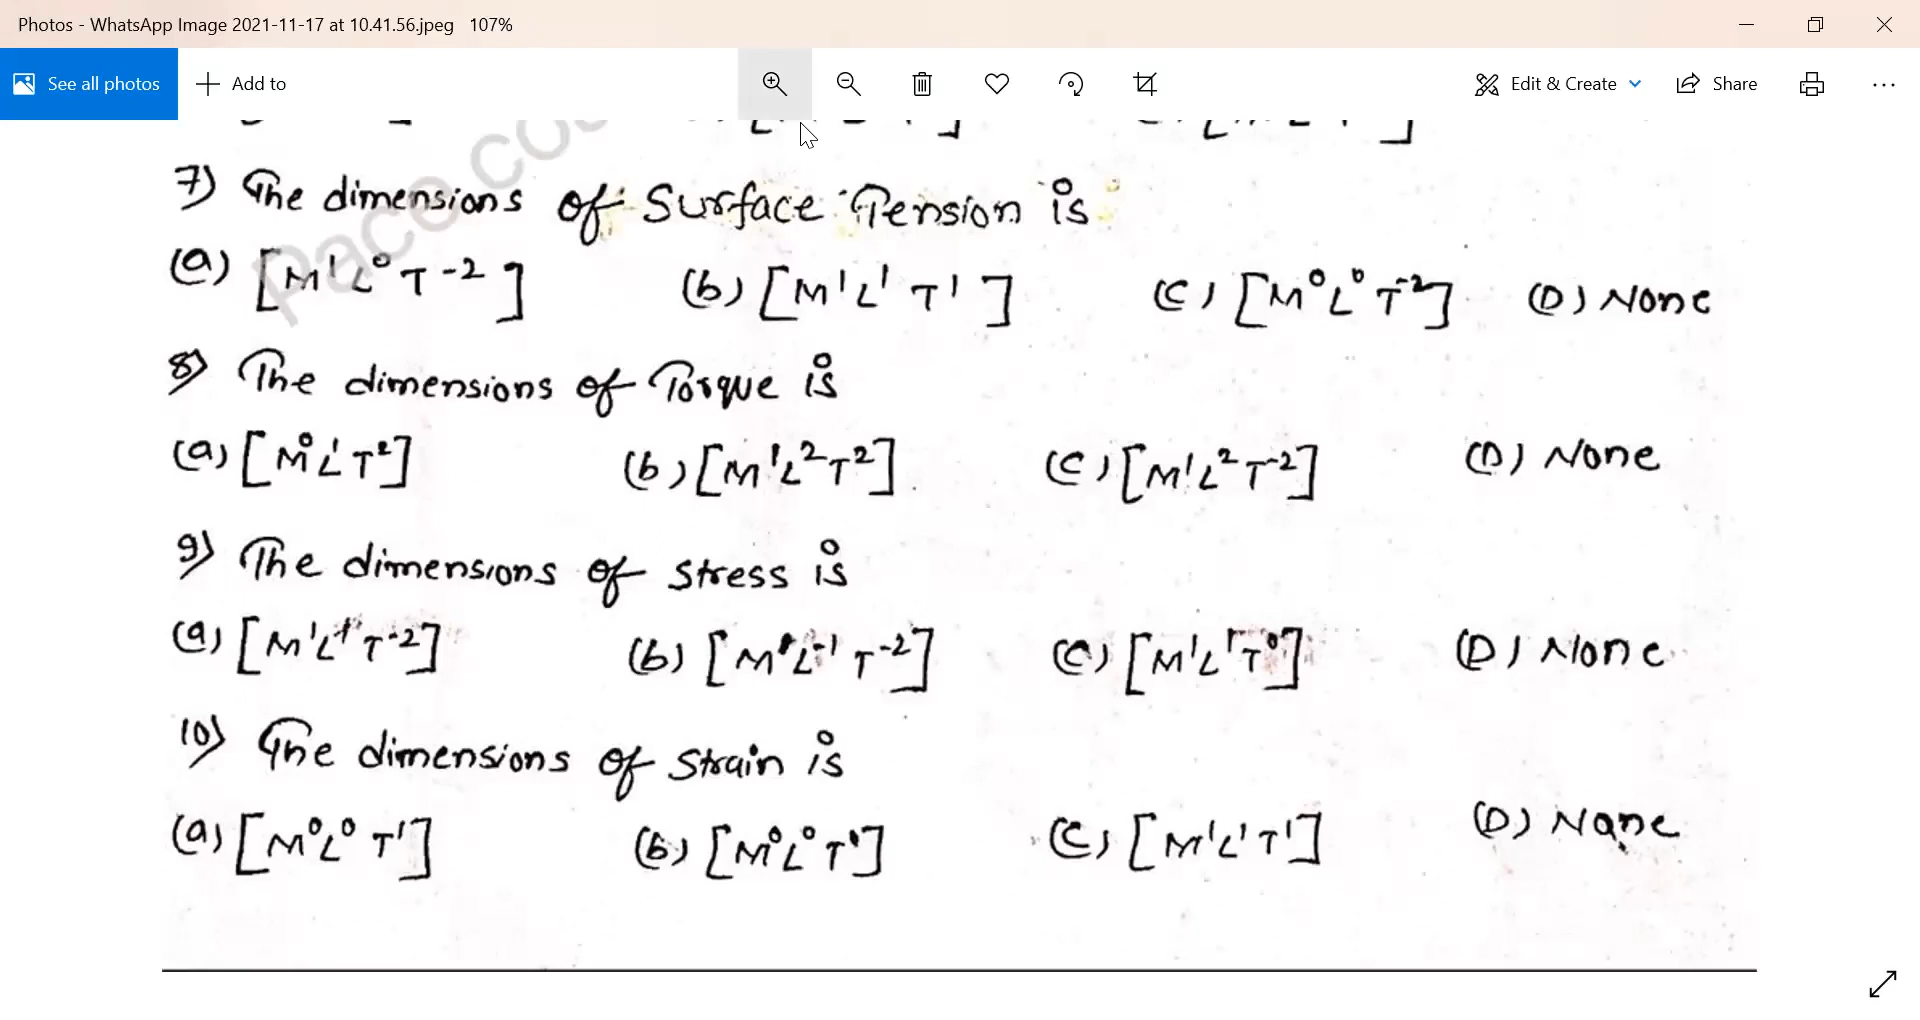 Photos - WhatsApp Image 2021-11-17 at 10.41.56.jpeg 107%
See all photos Add to Edit & Create Share
7) The dimensions of Surface Tension is
(a) [M¹L⁰T⁻²] (b) [M¹L¹T¹] (c) [M⁰L⁰T⁻²] (D) None
8) The dimensions of Torque is
(a) [M⁰L¹T²] (b) [M¹L²T²] (c) [M¹L²T⁻²] (D) None
9) The dimensions of stress is
(a) [M¹L¹T⁻²] (b) [M¹L⁻¹T⁻²] (c) [M¹L¹T⁰] (D) None
10) The dimensions of strain is
(a) [M⁰L⁰T¹] (b) [M⁰L⁰T⁰] (c) [M¹L¹T¹] (D) None